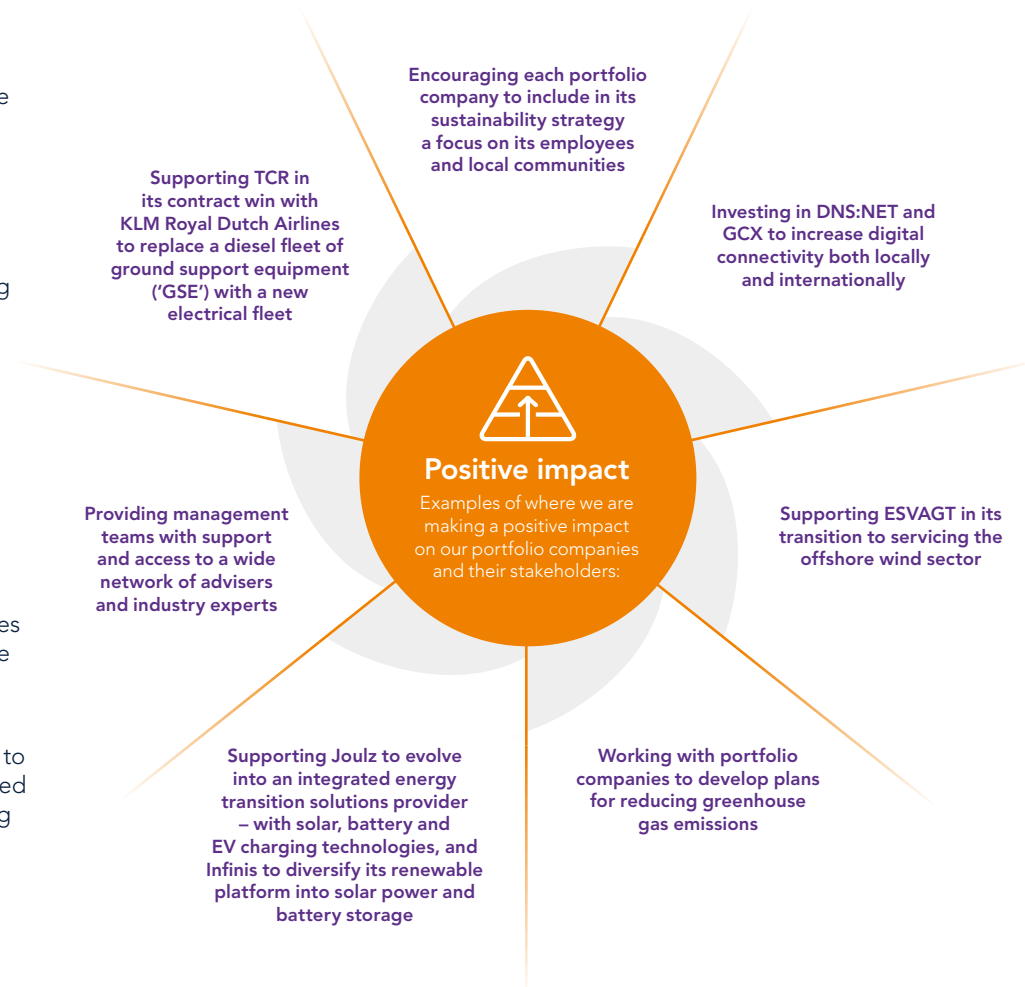 e
g
es
e
to
ed
g
Encouraging each portfolio
company to include in its
sustainability strategy
a focus on its employees
and local communities
Supporting TCR in
its contract win with
KLM Royal Dutch Airlines
to replace a diesel fleet of
ground support equipment
(‘GSE’) with a new
electrical fleet
Investing in DNS:NET and
GCX to increase digital
connectivity both locally
and internationally
Positive impact
Examples of where we are
making a positive impact
on our portfolio companies
and their stakeholders:
Providing management
teams with support
and access to a wide
network of advisers
and industry experts
Supporting ESVAGT in its
transition to servicing the
offshore wind sector
Supporting Joulz to evolve
into an integrated energy
transition solutions provider
– with solar, battery and
EV charging technologies, and
Infinis to diversify its renewable
platform into solar power and
battery storage
Working with portfolio
companies to develop plans
for reducing greenhouse
gas emissions